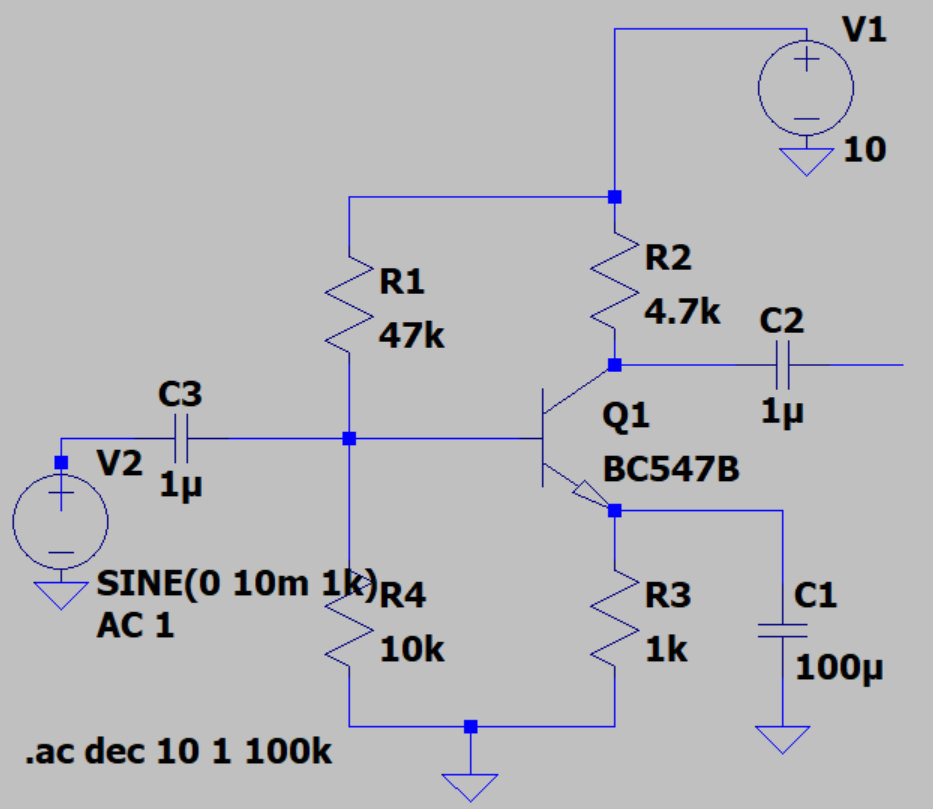 V1
10
R1
47k
R2
4.7k
C2
1µ
C3
1µ
V2
Q1
BC547B
SINE(0 10m 1k)
AC 1
R4
10k
R3
1k
C1
100µ
.ac dec 10 1 100k